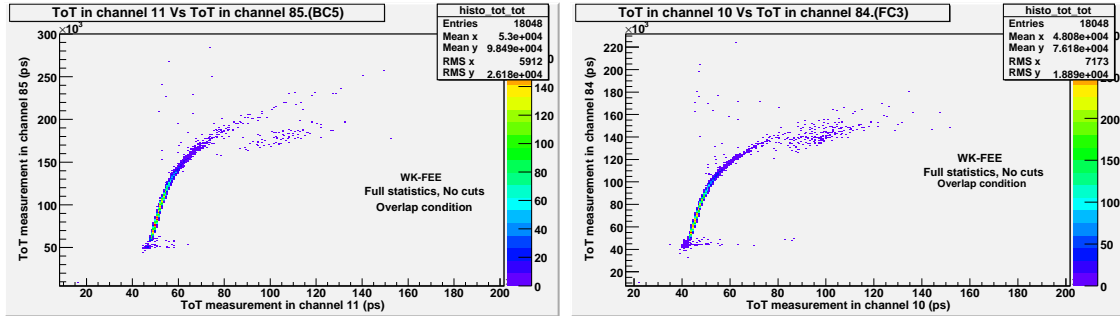 ToT in channel 11 Vs ToT in channel 85.(BC5)
×10³
histo_tot_tot
Entries 18048
Mean x 5.3e+004
Mean y 9.849e+004
RMS x 5912
RMS y 2.618e+004
ToT measurement in channel 85 (ps)
300
250
200
150
100
50
WK-FEE
Full statistics, No cuts
Overlap condition
140
120
100
80
60
40
20
0
20 40 60 80 100 120 140 160 180 200
ToT measurement in channel 11 (ps)
×10³
ToT in channel 10 Vs ToT in channel 84.(FC3)
×10³
histo_tot_tot
Entries 18048
Mean x 4.808e+004
Mean y 7.618e+004
RMS x 7173
RMS y 1.889e+004
ToT measurement in channel 84 (ps)
220
200
180
160
140
120
100
80
60
40
20
WK-FEE
Full statistics, No cuts
Overlap condition
250
200
150
100
50
0
20 40 60 80 100 120 140 160 180 200
ToT measurement in channel 10 (ps)
×10³